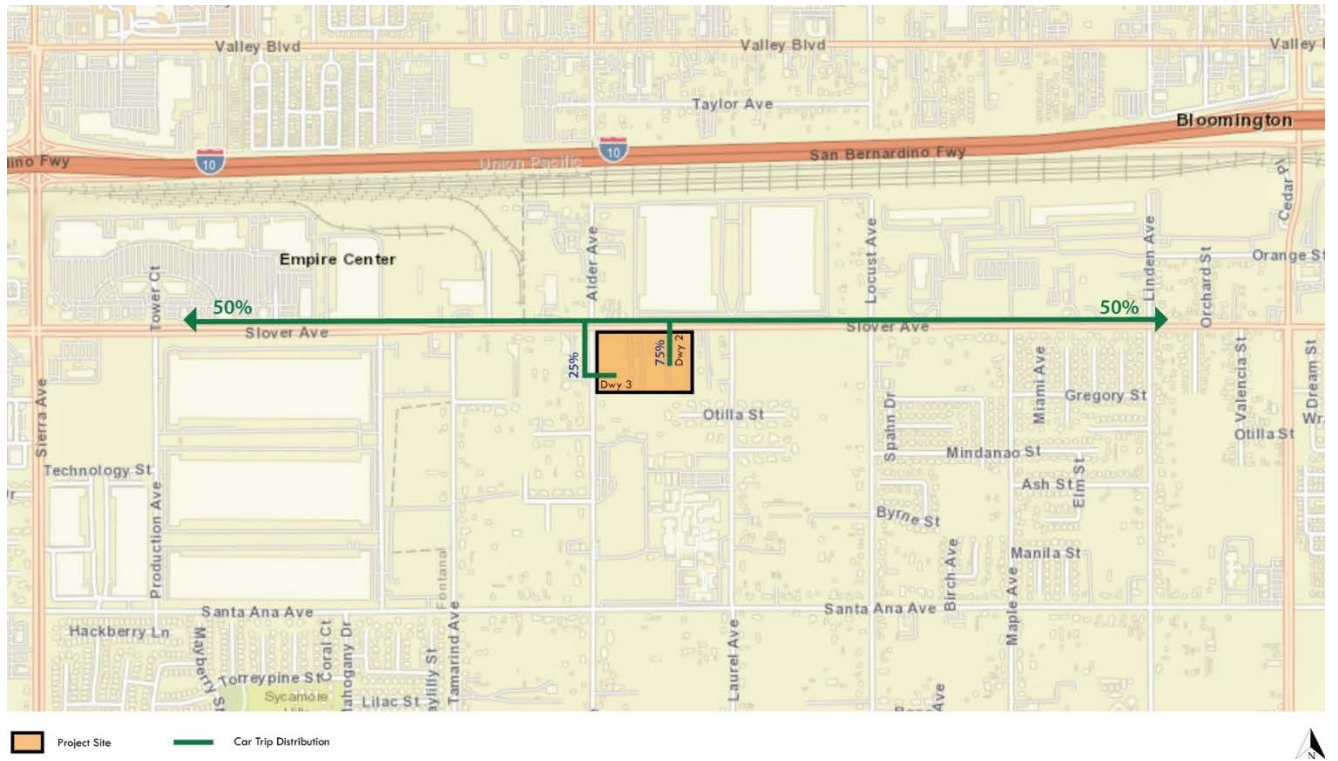 Valley Blvd
Valley Blvd
Taylor Ave
Bloomington
10
10
Union Pacific
San Bernardino Fwy
Fwy
Cedar Pl
Empire Center
Tower Ct
Alder Ave
Locust Ave
Linden Ave
Orchard St
Orange St
50%
50%
Slover Ave
Slover Ave
25%
75%
Dwy 2
Dwy 3
Sierra Ave
Otilla St
Spahn Dr
Miami Ave
Gregory St
Valencia St
Dream St
Otilla St
Mindanao St
Technology St
Production Ave
Ash St
Elm St
Byrne St
Birch Ave
Manila St
Maple Ave
Fontana
Tamarind Ave
Santa Ana Ave
Santa Ana Ave
Laurel Ave
Hackberry Ln
Mayberry St
Coral Ct
Mahogany Dr
Torreypine St
Lilac St
Sycamore
Ave
Project Site
Car Trip Distribution
N